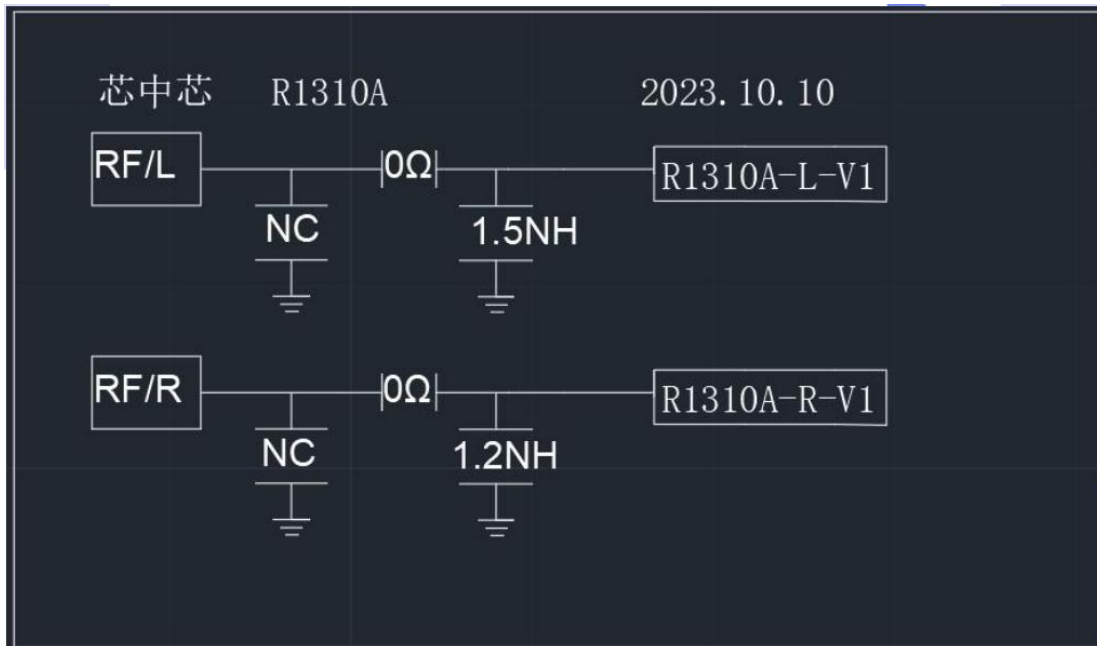 芯中芯 R1310A 2023.10.10
RF/L 0Ω R1310A-L-V1
NC 1.5NH
RF/R 0Ω R1310A-R-V1
NC 1.2NH